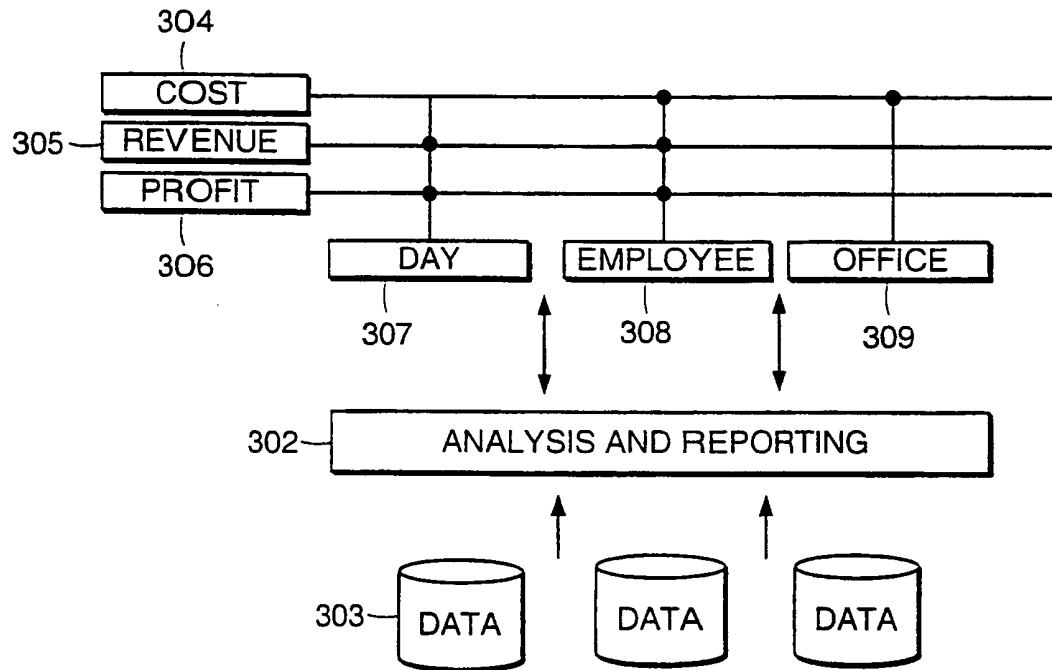 304
COST
305 REVENUE
PROFIT
306
DAY EMPLOYEE OFFICE
307 308 309
302 ANALYSIS AND REPORTING
303 DATA DATA DATA